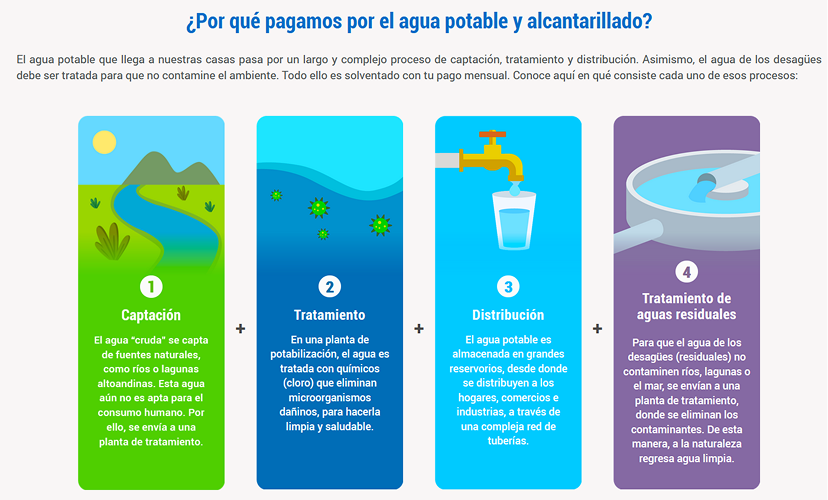 ¿Por qué pagamos por el agua potable y alcantarillado?
El agua potable que llega a nuestras casas pasa por un largo y complejo proceso de captación, tratamiento y distribución. Asimismo, el agua de los desagües
debe ser tratada para que no contamine el ambiente. Todo ello es solventado con tu pago mensual. Conoce aquí en qué consiste cada uno de esos procesos:
1
Captación
El agua “cruda” se capta
de fuentes naturales,
como ríos o lagunas
altoandinas. Esta agua
aún no es apta para el
consumo humano. Por
ello, se envía a una
planta de tratamiento.
+
2
Tratamiento
En una planta de
potabilización, el agua es
tratada con químicos
(cloro) que eliminan
microorganismos
dañinos, para hacerla
limpia y saludable.
+
3
Distribución
El agua potable es
almacenada en grandes
reservorios, desde donde
se distribuyen a los
hogares, comercios e
industrias, a través de
una compleja red de
tuberías.
+
4
Tratamiento de
aguas residuales
Para que el agua de los
desagües (residuales) no
contaminen ríos, lagunas o
el mar, se envían a una
planta de tratamiento,
donde se eliminan los
contaminantes. De esta
manera, a la naturaleza
regresa agua limpia.